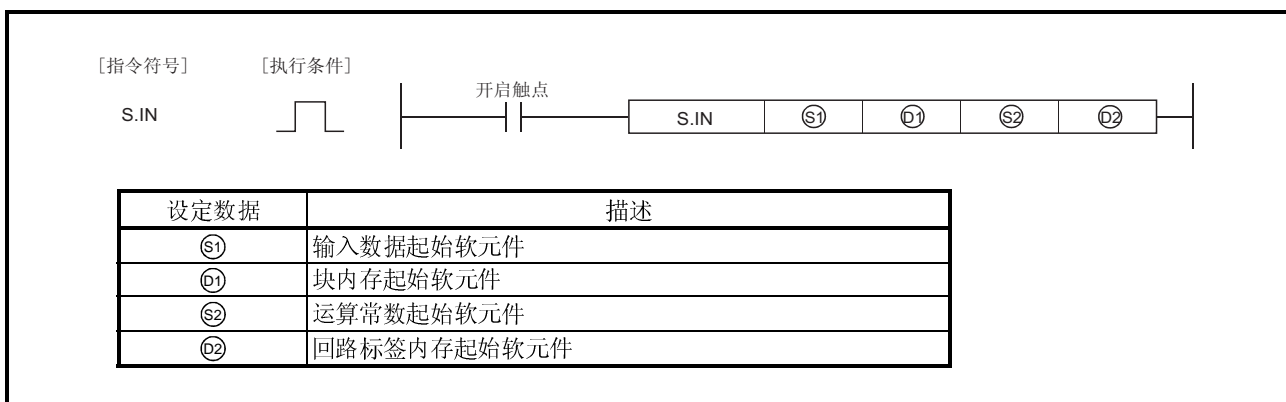 [指令符号] [执行条件]
开启触点
S.IN S.IN S1 D1 S2 D2
设定数据 描述
S1 输入数据起始软元件
D1 块内存起始软元件
S2 运算常数起始软元件
D2 回路标签内存起始软元件